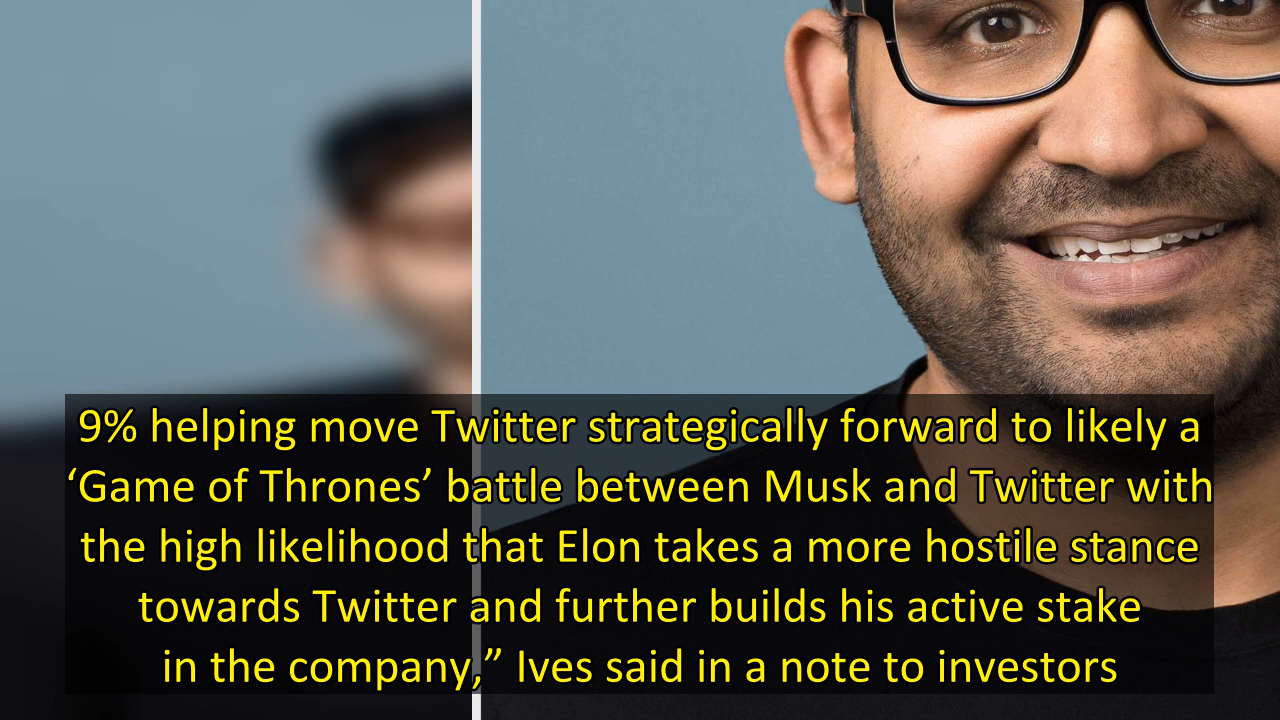 9% helping move Twitter strategically forward to likely a
‘Game of Thrones’ battle between Musk and Twitter with
the high likelihood that Elon takes a more hostile stance
towards Twitter and further builds his active stake
in the company,” Ives said in a note to investors